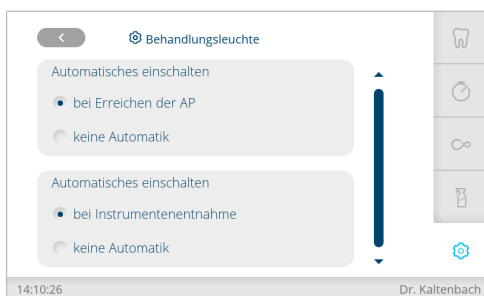 Behandlungsleuchte
Automatisches einschalten
bei Erreichen der AP
keine Automatik
Automatisches einschalten
bei Instrumentenentnahme
keine Automatik
14:10:26
Dr. Kaltenbach